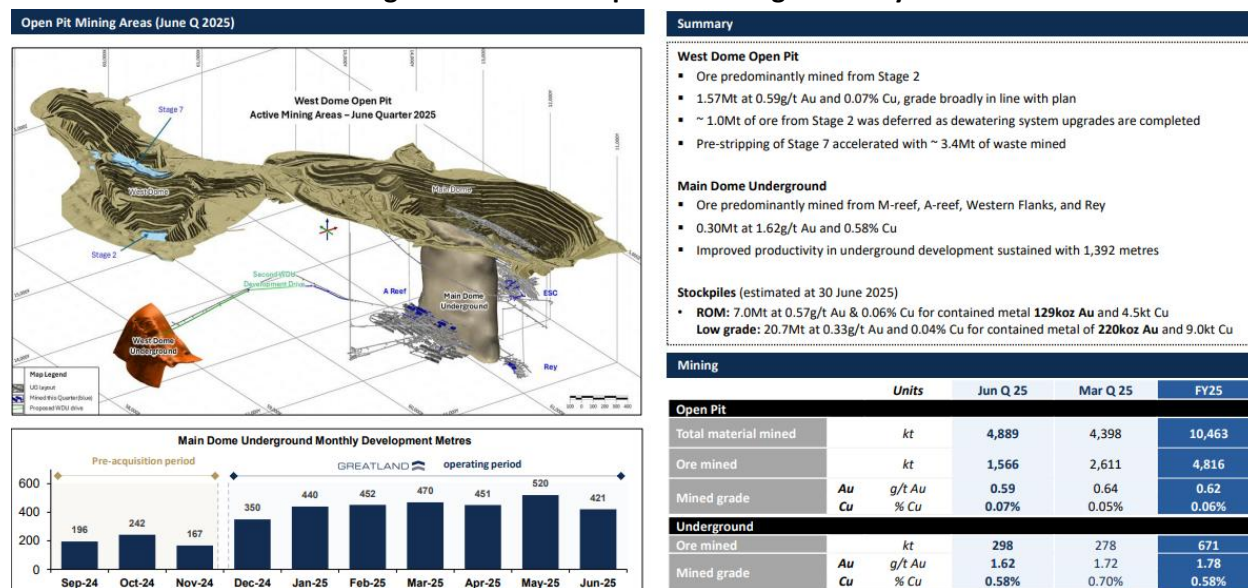 Open Pit Mining Areas (June Q 2025)
West Dome Open Pit
Active Mining Areas – June Quarter 2025
Stage 7
West Dome
Main Dome
Stage 2
Second WDU
Development Drive
A Reef
Main Dome
Underground
ESC
West Dome
Underground
Rey
Map Legend
UG layout
Mined this Quarter(blue)
Proposed WDU drive
Main Dome Underground Monthly Development Metres
Pre-acquisition period
GREATLAND operating period
600
400
200
0
196
242
167
350
440
452
470
451
520
421
Sep-24 Oct-24 Nov-24 Dec-24 Jan-25 Feb-25 Mar-25 Apr-25 May-25 Jun-25
Summary
West Dome Open Pit
▪ Ore predominantly mined from Stage 2
▪ 1.57Mt at 0.59g/t Au and 0.07% Cu, grade broadly in line with plan
▪ ~ 1.0Mt of ore from Stage 2 was deferred as dewatering system upgrades are completed
▪ Pre-stripping of Stage 7 accelerated with ~ 3.4Mt of waste mined
Main Dome Underground
▪ Ore predominantly mined from M-reef, A-reef, Western Flanks, and Rey
▪ 0.30Mt at 1.62g/t Au and 0.58% Cu
▪ Improved productivity in underground development sustained with 1,392 metres
Stockpiles (estimated at 30 June 2025)
• ROM: 7.0Mt at 0.57g/t Au & 0.06% Cu for contained metal 129koz Au and 4.5kt Cu
Low grade: 20.7Mt at 0.33g/t Au and 0.04% Cu for contained metal of 220koz Au and 9.0kt Cu
Mining
Units Jun Q 25 Mar Q 25 FY25
Open Pit
Total material mined kt 4,889 4,398 10,463
Ore mined kt 1,566 2,611 4,816
Mined grade
Au g/t Au 0.59 0.64 0.62
Cu % Cu 0.07% 0.05% 0.06%
Underground
Ore mined kt 298 278 671
Mined grade
Au g/t Au 1.62 1.72 1.78
Cu % Cu 0.58% 0.70% 0.58%